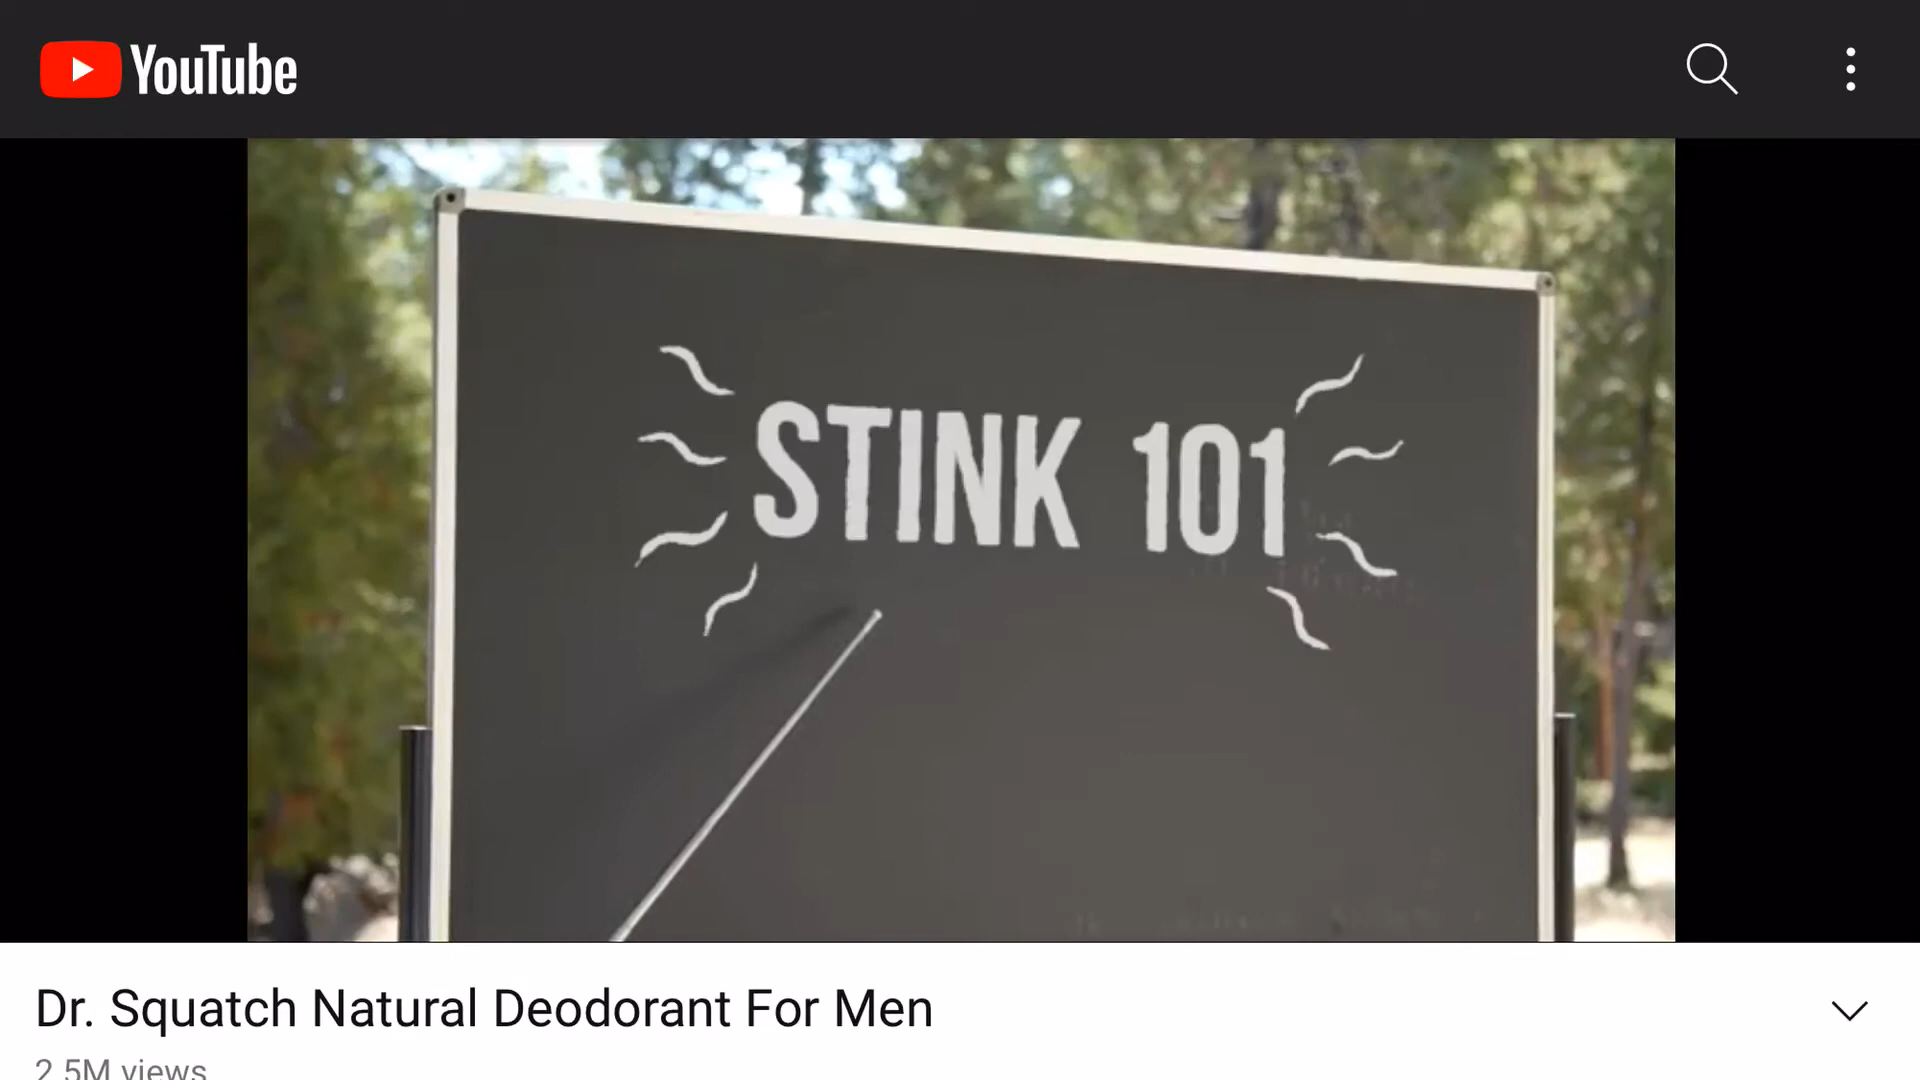 YouTube
STINK 101
Dr. Squatch Natural Deodorant For Men
2.5M views